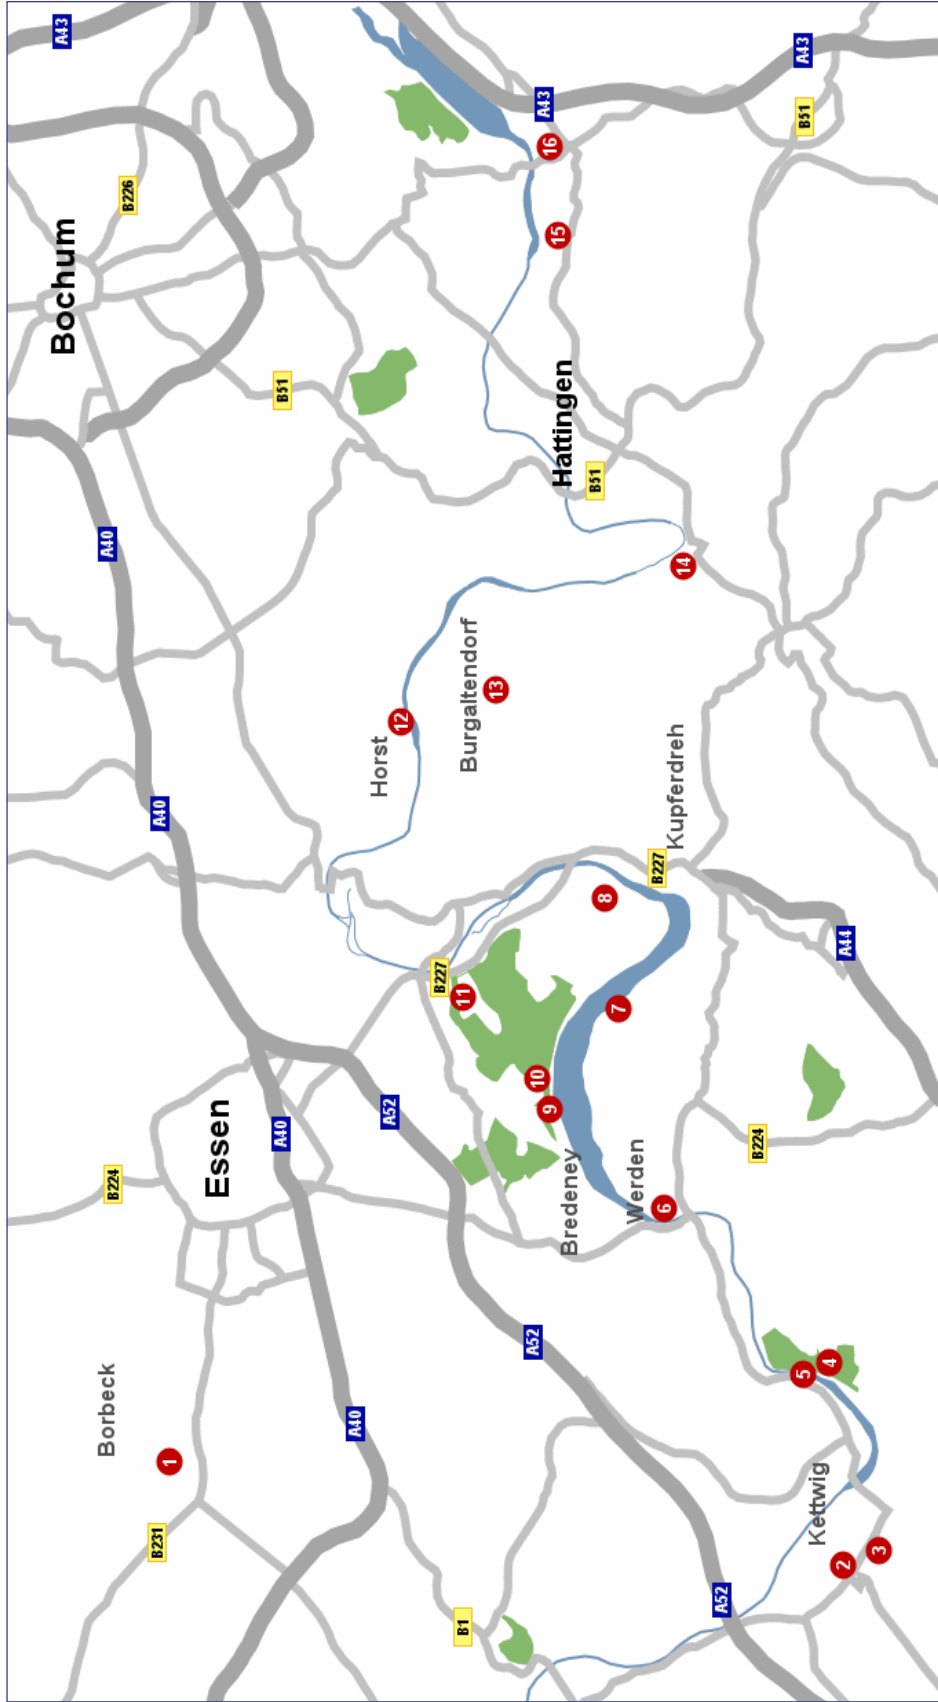 A43
Bochum
Borbeck
A40
B224
B226
B231
A40
1
Essen
A40
B51
A40
Horst
A52
12
B227
11
B1
Burgaltendorf
13
A52
10
A43
9
16
15
Hattingen
Bredeney
B51
8
7
Werden
B227
6
Kupferdreh
14
A52
B224
5
A43
B51
Kettwig
4
2
A44
3